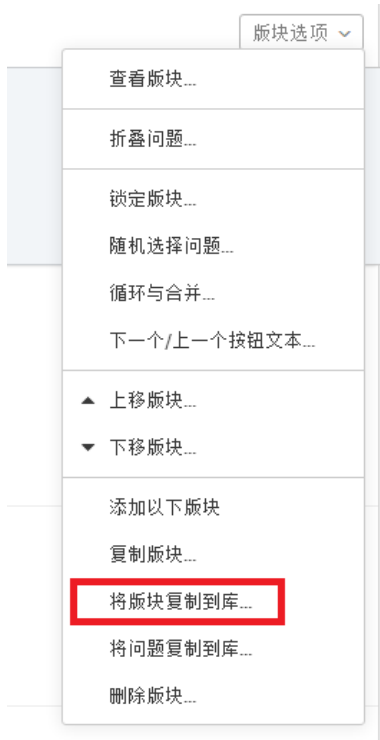 版块选项
查看版块...
折叠问题...
锁定版块...
随机选择问题...
循环与合并...
下一个/上一个按钮文本...
上移版块...
下移版块...
添加以下版块
复制版块...
将版块复制到库...
将问题复制到库...
删除版块...